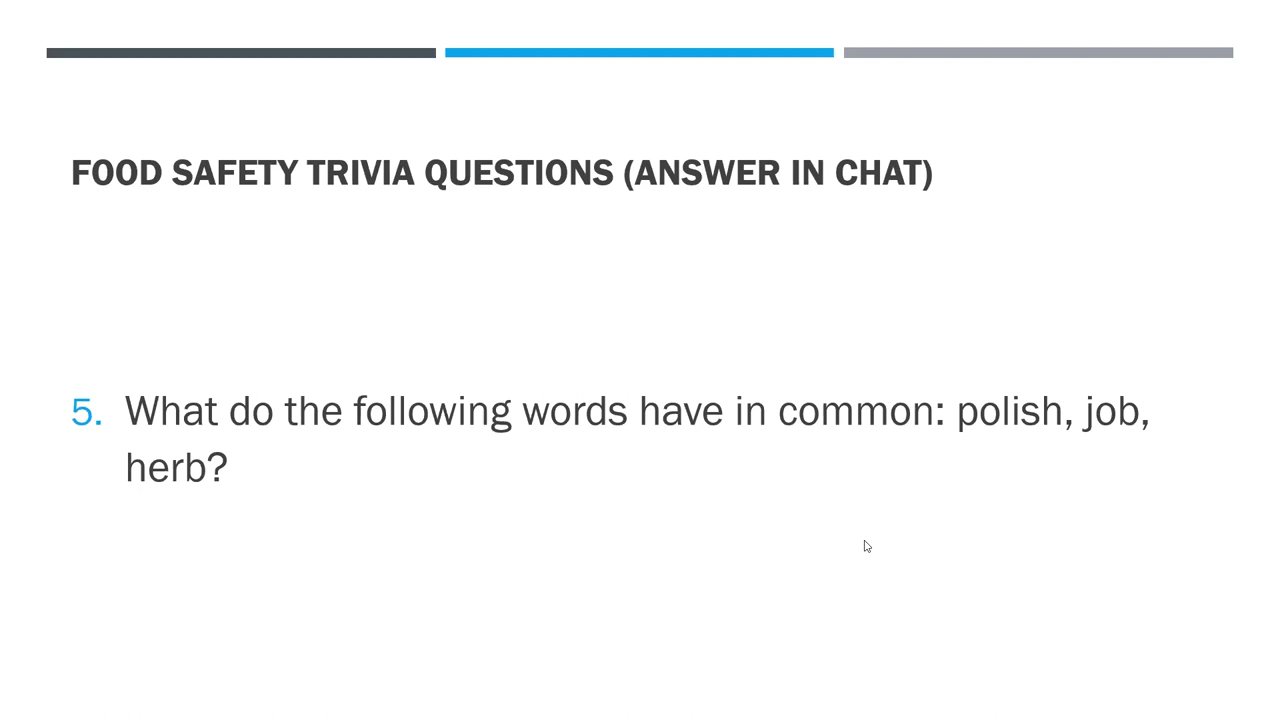 FOOD SAFETY TRIVIA QUESTIONS (ANSWER IN CHAT)
5. What do the following words have in common: polish, job,
herb?